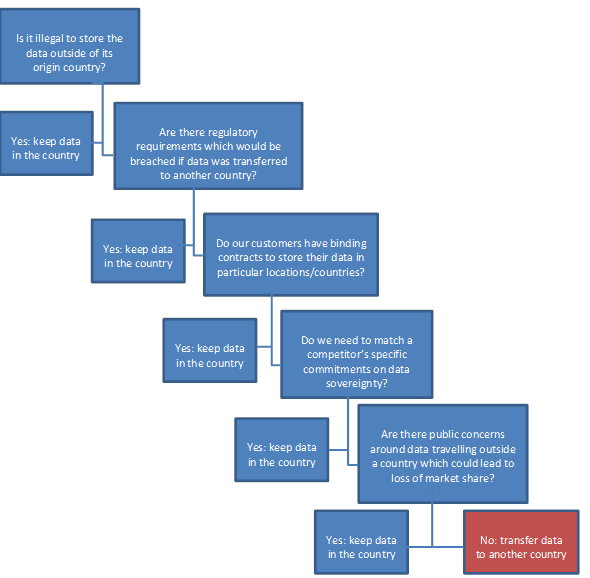 Is it illegal to store the
data outside of its
origin country?
Yes: keep data
in the country
Are there regulatory
requirements which would be
breached if data was transferred
to another country?
Yes: keep data
in the country
Do our customers have binding
contracts to store their data in
particular locations/countries?
Yes: keep data
in the country
Do we need to match a
competitor's specific
commitments on data
sovereignty?
Yes: keep data
in the country
Are there public concerns
around data travelling outside
a country which could lead to
loss of market share?
Yes: keep data
in the country
No: transfer data
to another country